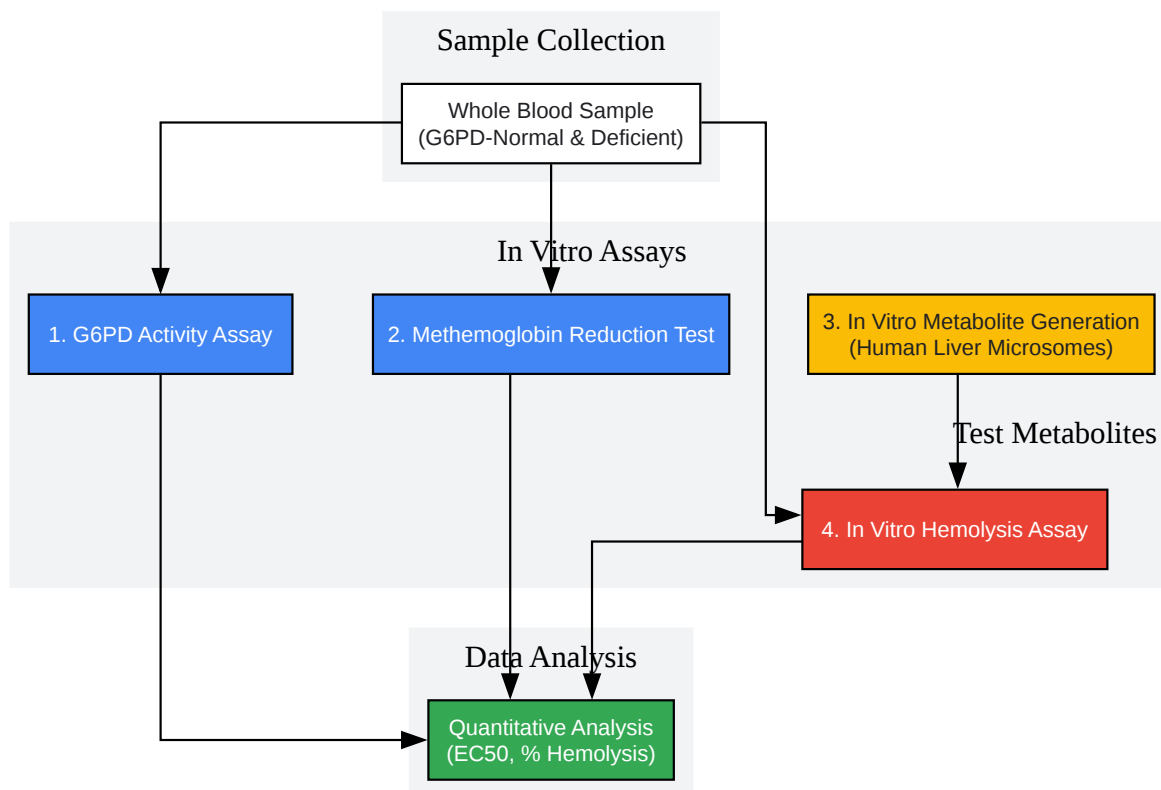 Sample Collection
Whole Blood Sample
(G6PD-Normal & Deficient)
In Vitro Assays
1. G6PD Activity Assay
2. Methemoglobin Reduction Test
3. In Vitro Metabolite Generation
(Human Liver Microsomes)
Test Metabolites
4. In Vitro Hemolysis Assay
Data Analysis
Quantitative Analysis
(EC50, % Hemolysis)